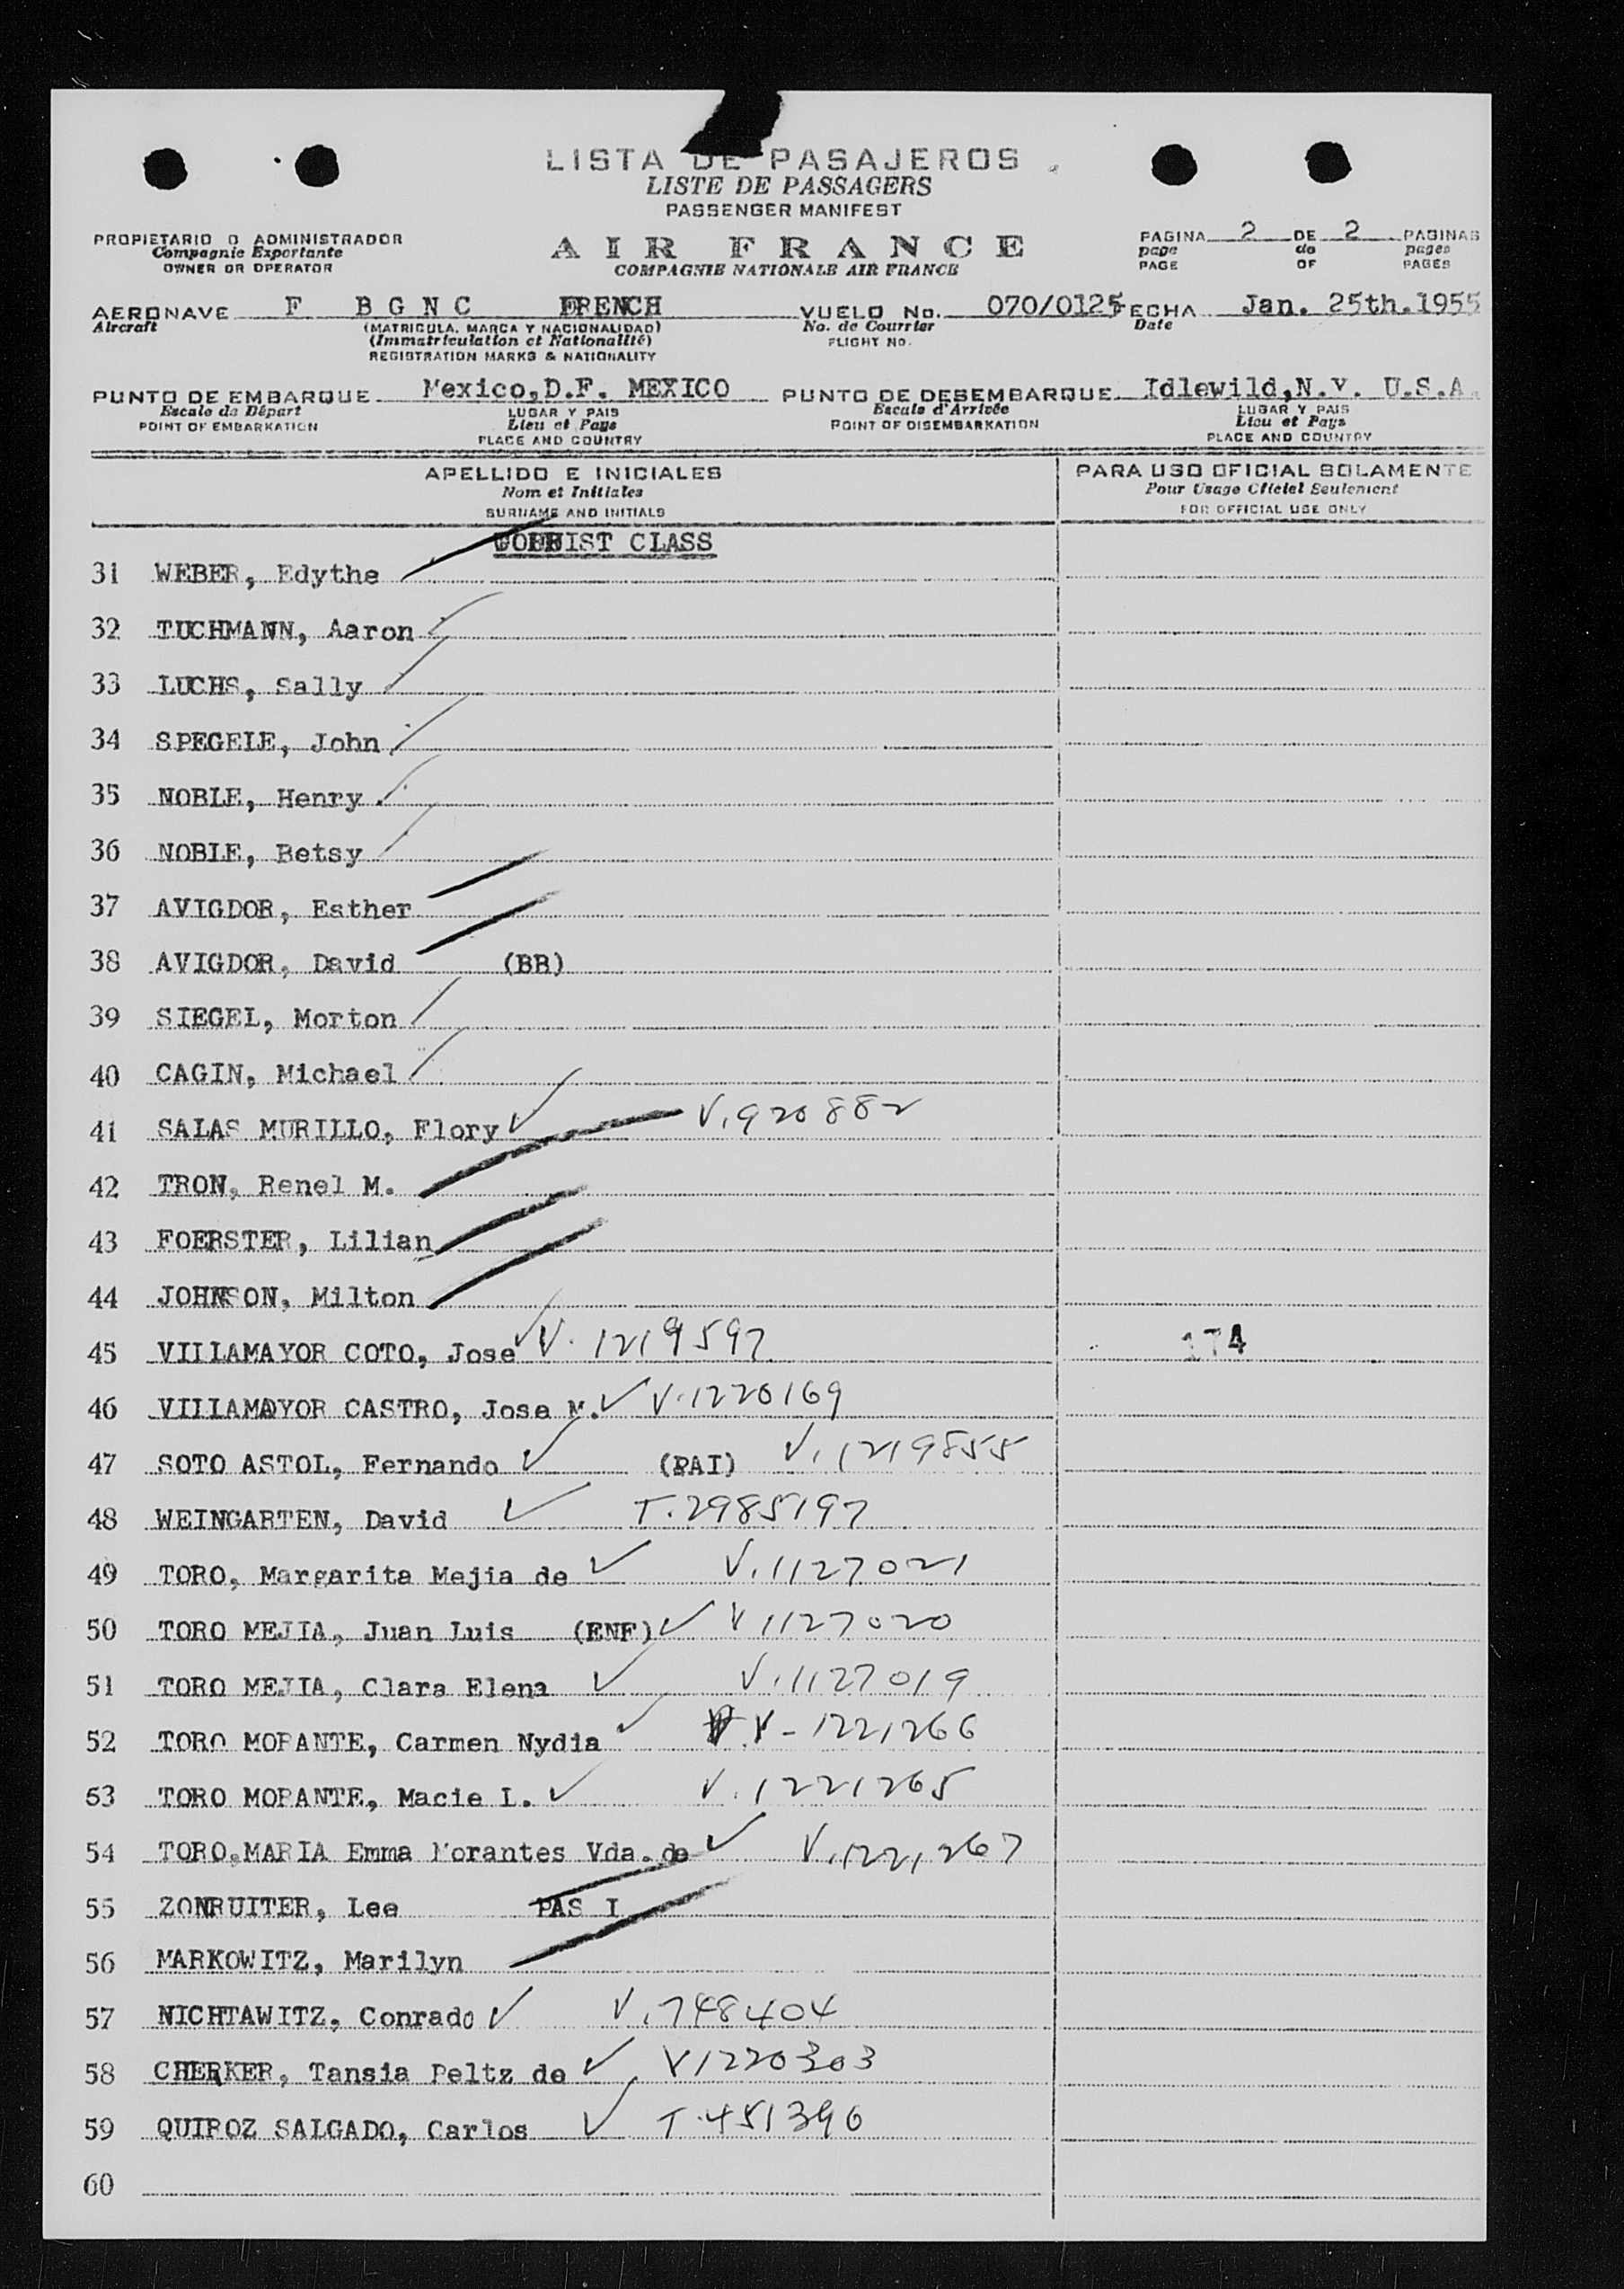 LISTA DE PASAJEROS
LISTE DE PASSAGERS
PASSENGER MANIFEST
PROPIETARIO O ADMINISTRADOR
Compagnie Exportante
OWNER OR OPERATOR
AIR FRANCE
COMPAGNIE NATIONALE AIR FRANCE
PAGINA 2 DE 2 PAGINAS
page de pages
PAGE OF PAGES
AERONAVE F BGNC FRENCH VUELO No. 070/0125 FECHA Jan. 25th.1955
Aircraft (MATRICULA. MARCA Y NACIONALIDAD) No. de Courrier Date
(Immatriculation et Nationalité) FLIGHT NO.
REGISTRATION MARKS & NATIONALITY
PUNTO DE EMBARQUE Mexico,D.F. MEXICO PUNTO DE DESEMBARQUE Idlewild,N.Y. U.S.A.
Escale de Départ LUGAR Y PAIS Escale d'Arrivée LUGAR Y PAIS
POINT OF EMBARKATION Lieu et Pays POINT OF DISEMBARKATION Lieu et Pays
PLACE AND COUNTRY PLACE AND COUNTRY
APELLIDO E INICIALES PARA USO OFICIAL SOLAMENTE
Nom et Initiales Pour Usage Officiel Seulement
SURNAME AND INITIALS FOR OFFICIAL USE ONLY
CLASS
31 WEBER, Edythe
32 TUCHMANN, Aaron
33 LUCHS, Sally
34 SPEGELE, John
35 NOBLE, Henry
36 NOBLE, Betsy
37 AVIGDOR, Esther
38 AVIGDOR, David (BB)
39 SIEGEL, Morton
40 CAGIN, Michael
41 SALAS MURILLO, Flory V.920882
42 TRON, Renel M.
43 FOERSTER, Lilian
44 JOHNSON, Milton
45 VILLAMAYOR COTO, Jose V. 1219597 174
46 VILLAMAYOR CASTRO, Jose M. V.1220169
47 SOTO ASTOL, Fernando (PAI) V.1219855
48 WEINGARTEN, David T.2985197
49 TORO, Margarita Mejia de V.1127021
50 TORO MEJIA, Juan Luis (ENF) V1127020
51 TORO MEJIA, Clara Elena V.1127019
52 TORO MORANTE, Carmen Nydia V-1221266
53 TORO MORANTE, Macie L. V.1221265
54 TORO,MARIA Emma Morantes Vda. de V.1221267
55 ZONRUITER, Lee PAS I
56 MARKOWITZ, Marilyn
57 NICHTAWITZ, Conrado V.748404
58 CHERKER, Tansia Peltz de V1220303
59 QUIROZ SALGADO, Carlos T.451396
60